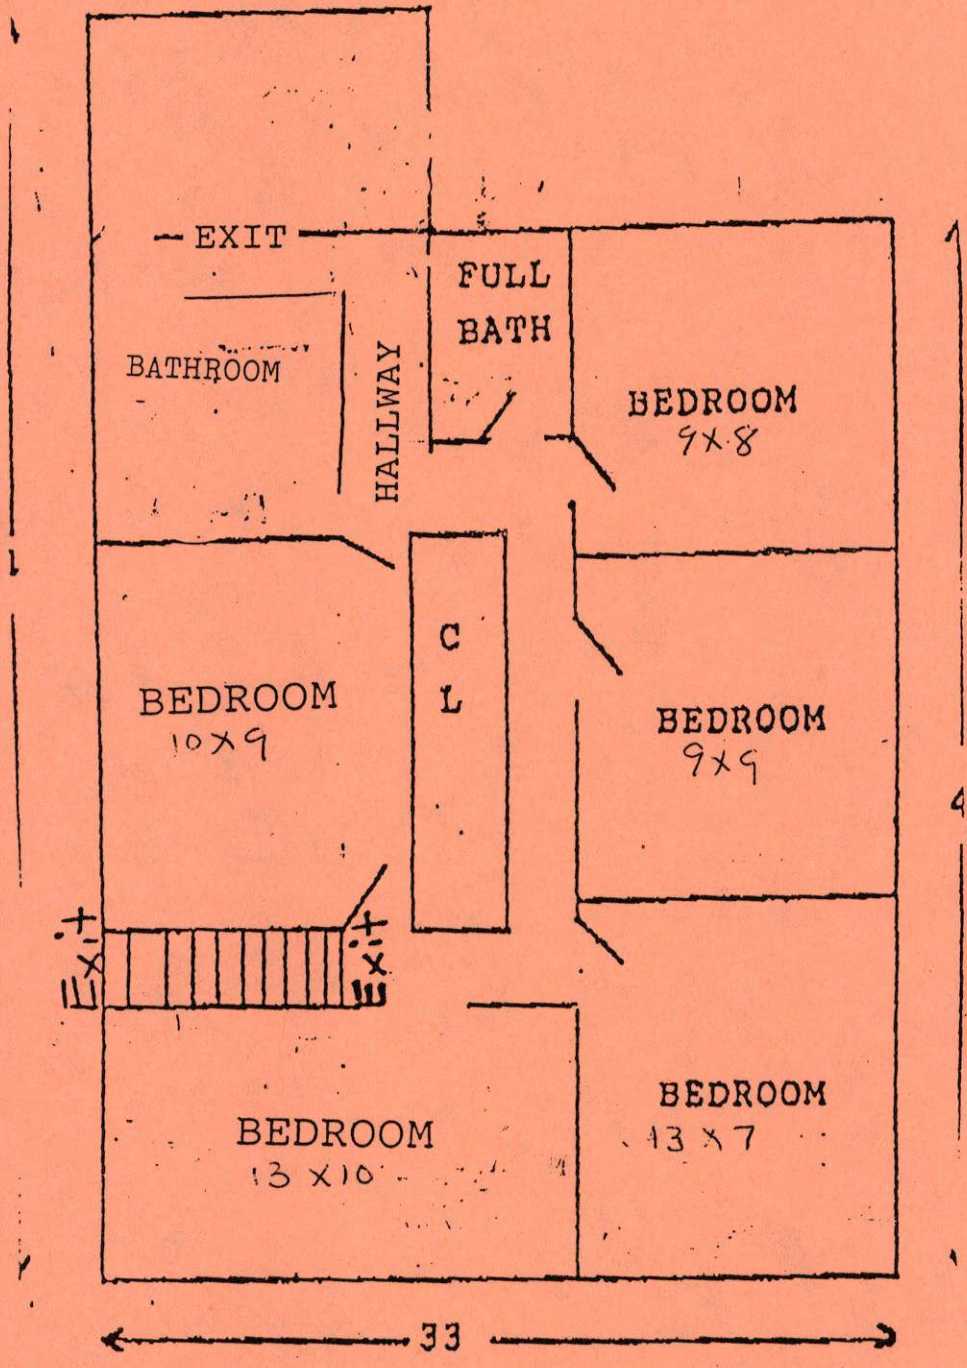 EXIT
FULL
BATH
BATHROOM
HALLWAY
BEDROOM
9X8
C
L
BEDROOM
10X9
BEDROOM
9X9
Exit
Exit
BEDROOM
13X7
BEDROOM
13X10
33